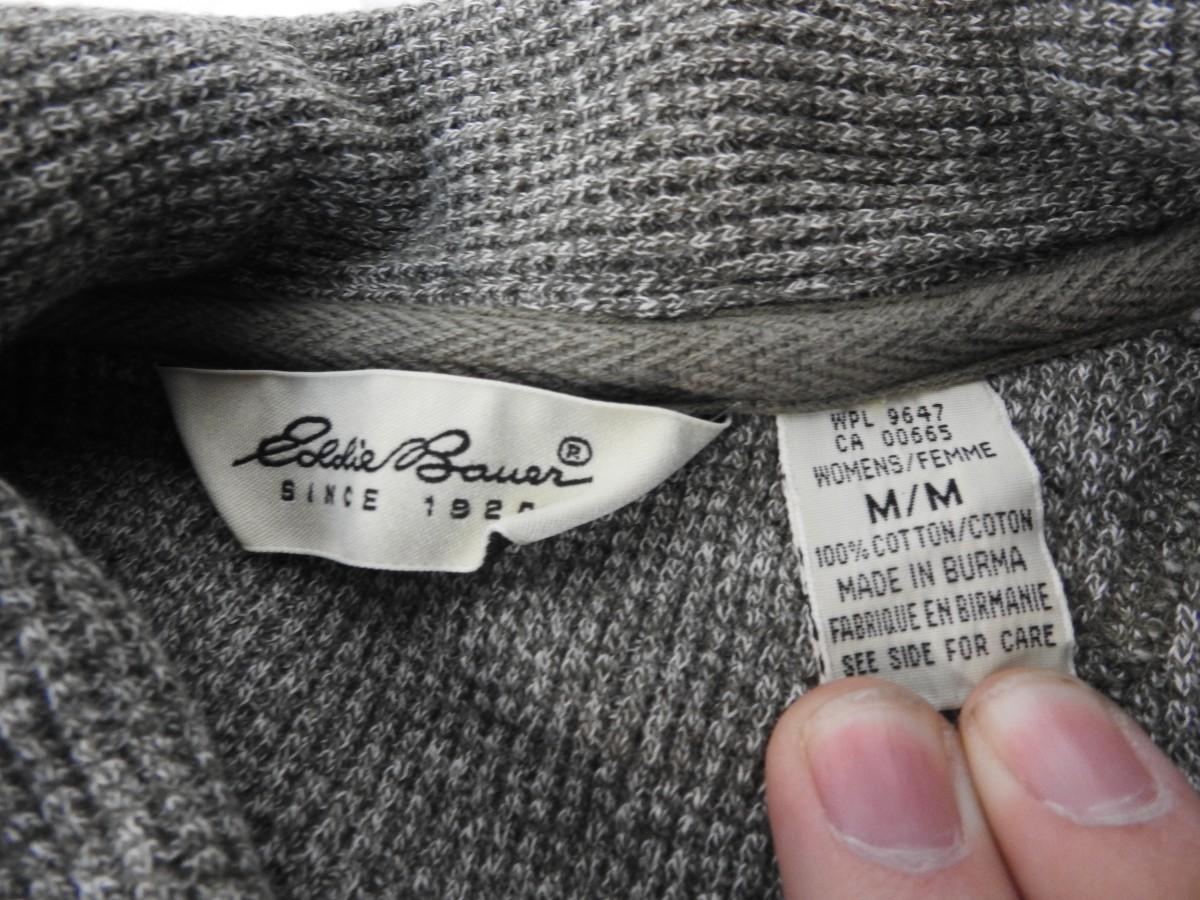 Eddie Bauer®
SINCE 192
WPL 9647
CA 00665
WOMENS/FEMME
M/M
100% COTTON/COTON
MADE IN BURMA
FABRIQUE EN BIRMANIE
SEE SIDE FOR CARE